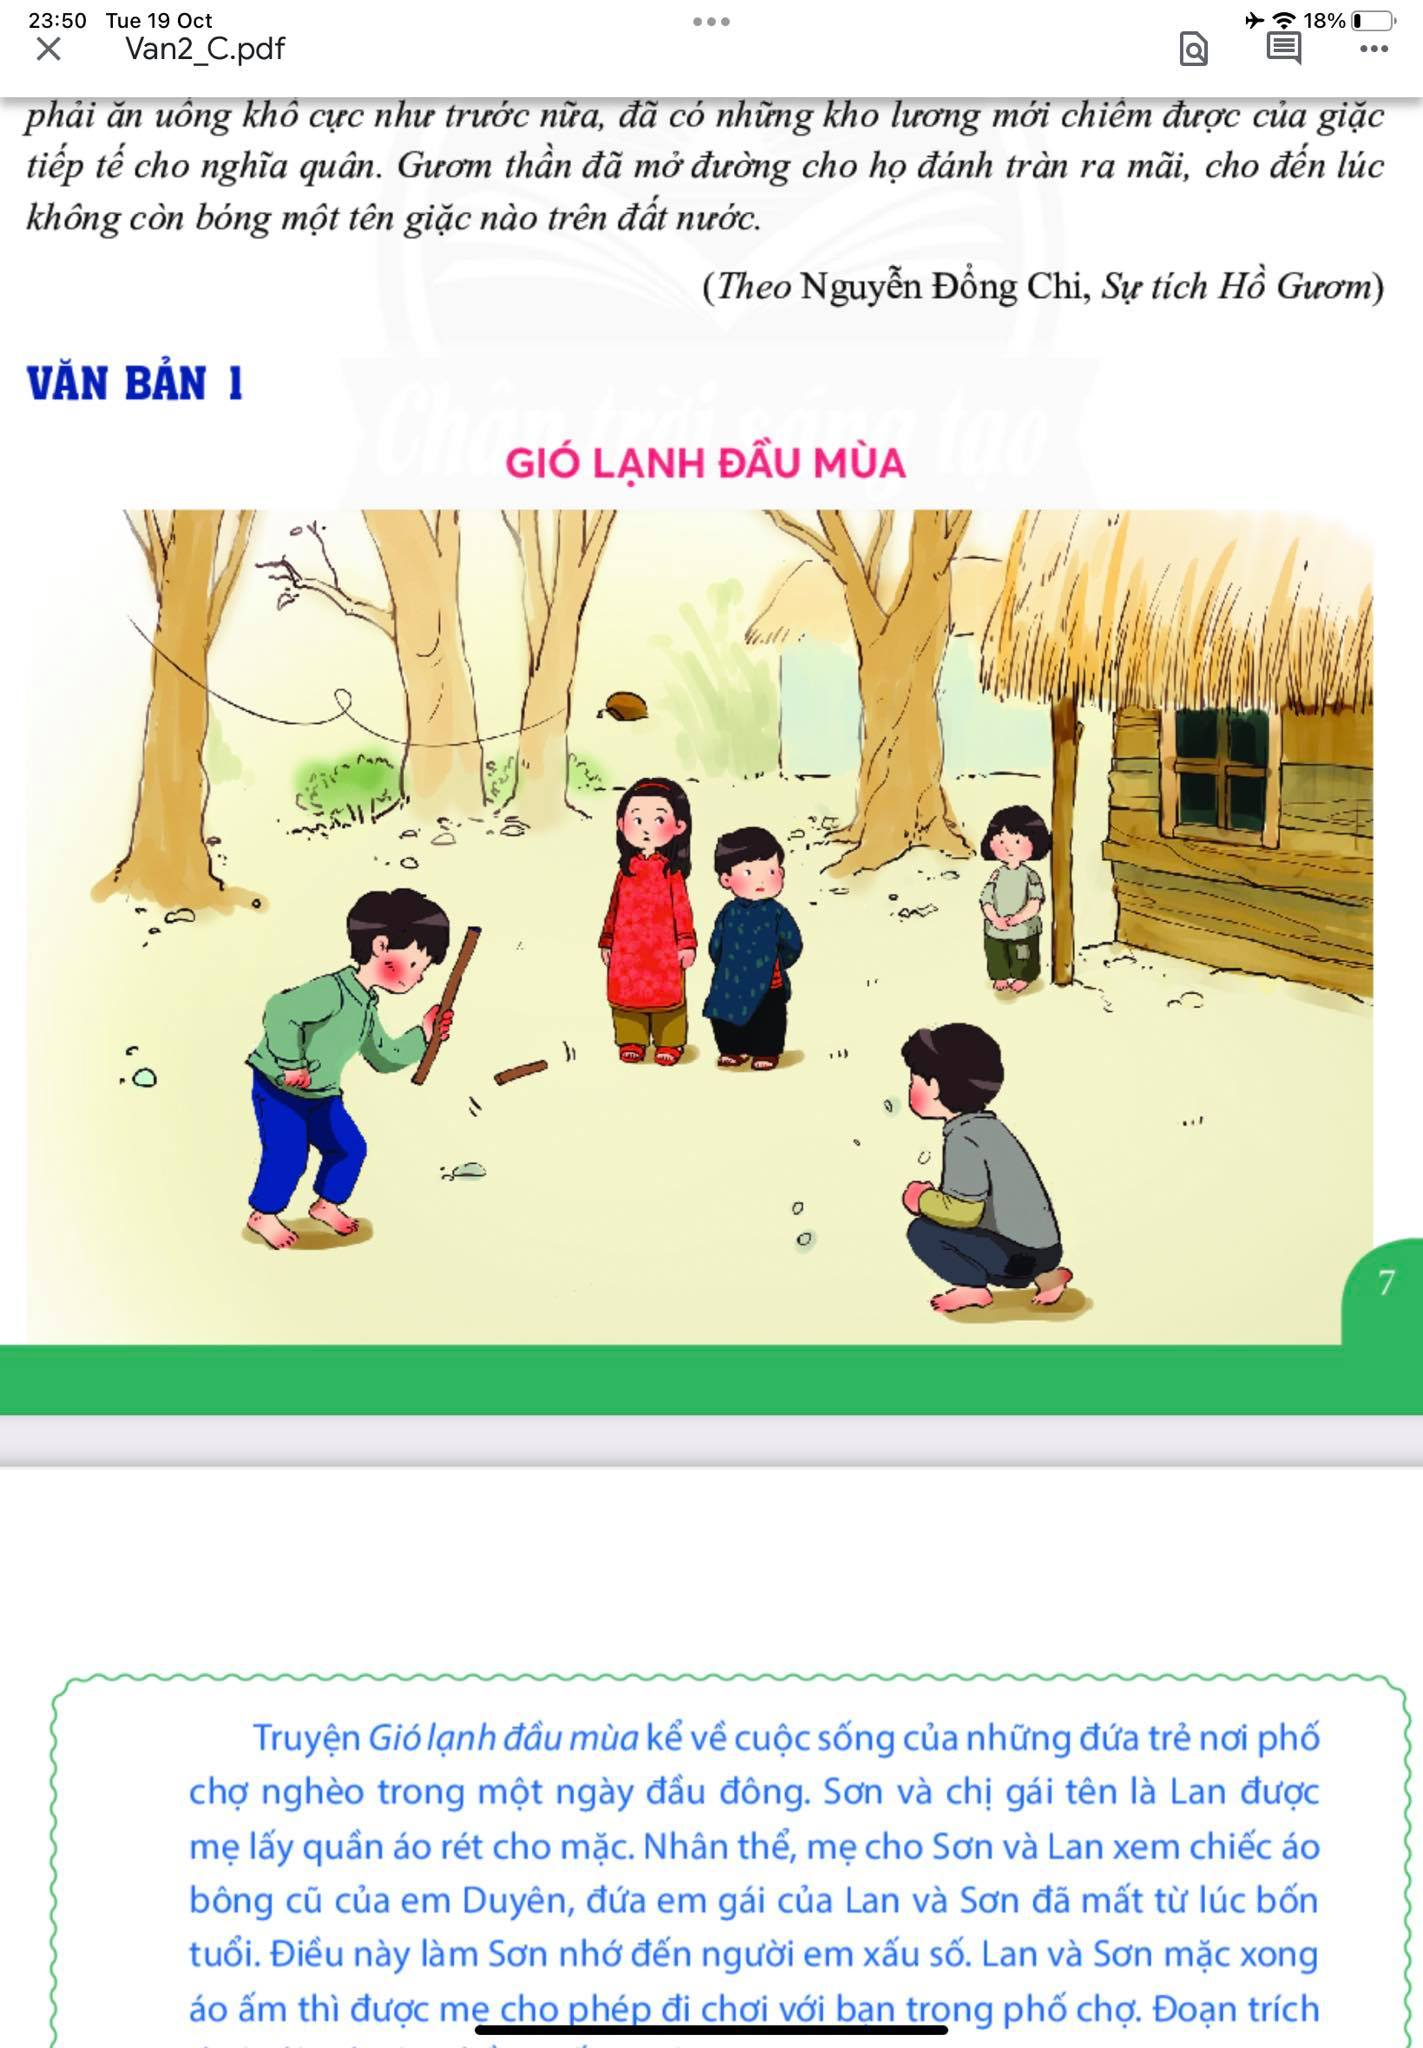 23:50 Tue 19 Oct
18%
Van2_C.pdf
phải ăn uống khổ cực như trước nữa, đã có những kho lương mới chiếm được của giặc
tiếp tế cho nghĩa quân. Gươm thần đã mở đường cho họ đánh tràn ra mãi, cho đến lúc
không còn bóng một tên giặc nào trên đất nước.
(Theo Nguyễn Đổng Chi, Sự tích Hồ Gươm)
VĂN BẢN 1
Chân trời sáng tạo
GIÓ LẠNH ĐẦU MÙA
7
Truyện Gió lạnh đầu mùa kể về cuộc sống của những đứa trẻ nơi phố
chợ nghèo trong một ngày đầu đông. Sơn và chị gái tên là Lan được
mẹ lấy quần áo rét cho mặc. Nhân thể, mẹ cho Sơn và Lan xem chiếc áo
bông cũ của em Duyên, đứa em gái của Lan và Sơn đã mất từ lúc bốn
tuổi. Điều này làm Sơn nhớ đến người em xấu số. Lan và Sơn mặc xong
áo ấm thì được mẹ cho phép đi chơi với bạn trong phố chợ. Đoạn trích